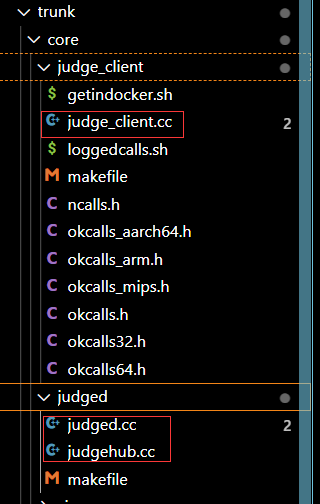 trunk
core
judge_client
$ getindocker.sh
C++ judge_client.cc 2
$ loggedcalls.sh
M makefile
C ncalls.h
C okcalls_aarch64.h
C okcalls_arm.h
C okcalls_mips.h
C okcalls.h
C okcalls32.h
C okcalls64.h
judged
C++ judged.cc 2
C++ judgehub.cc
M makefile